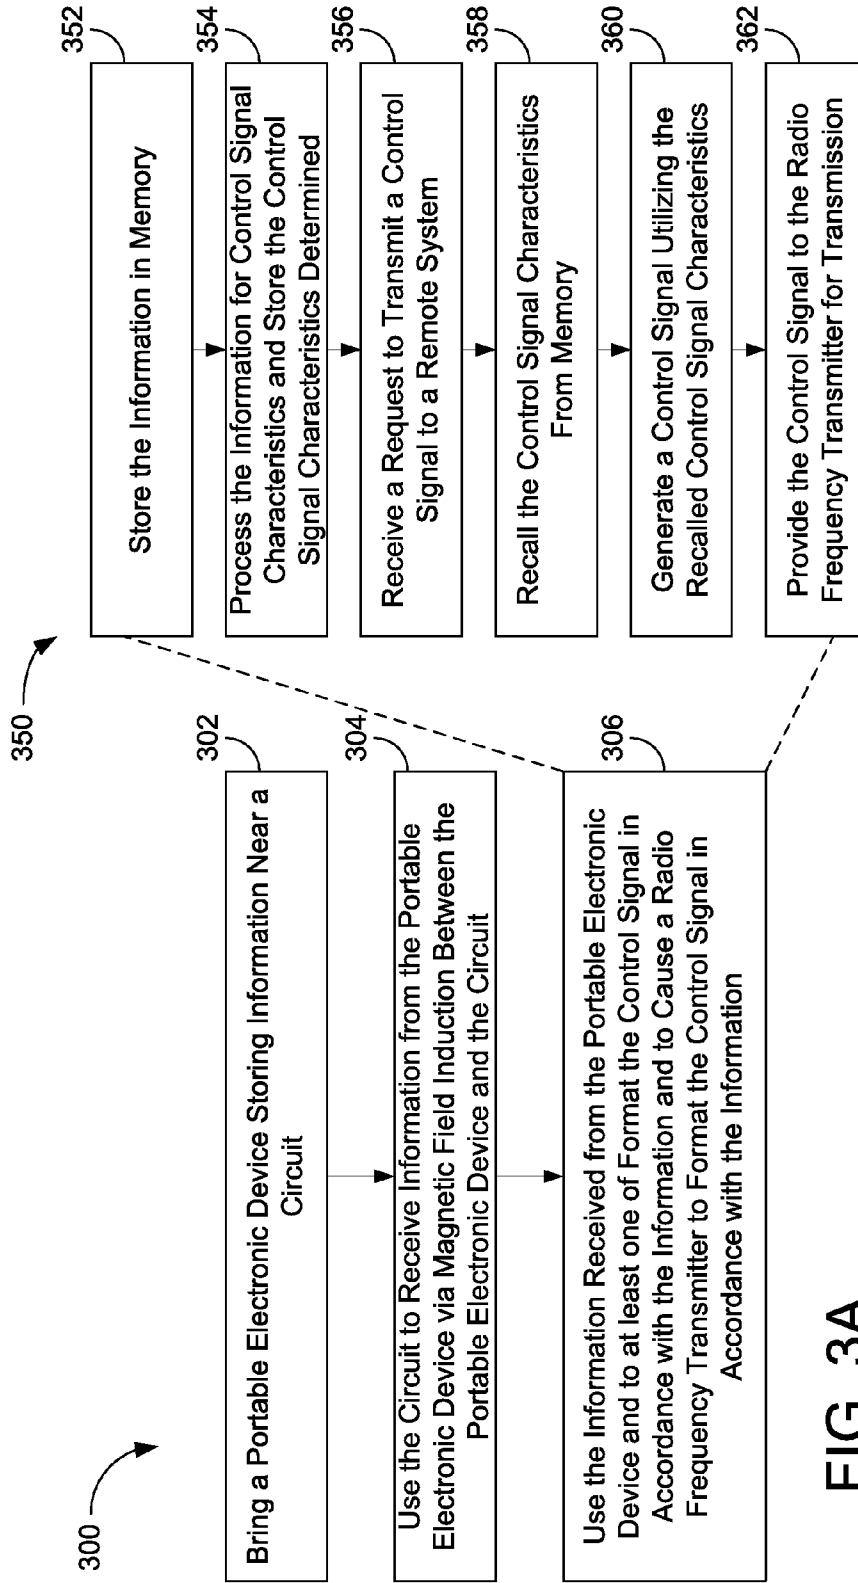 300
302
Bring a Portable Electronic Device Storing Information Near a
Circuit
304
Use the Circuit to Receive Information from the Portable
Electronic Device via Magnetic Field Induction Between the
Portable Electronic Device and the Circuit
306
Use the Information Received from the Portable Electronic
Device and to at least one of Format the Control Signal in
Accordance with the Information and to Cause a Radio
Frequency Transmitter to Format the Control Signal in
Accordance with the Information
350
352
Store the Information in Memory
354
Process the Information for Control Signal
Characteristics and Store the Control
Signal Characteristics Determined
356
Receive a Request to Transmit a Control
Signal to a Remote System
358
Recall the Control Signal Characteristics
From Memory
360
Generate a Control Signal Utilizing the
Recalled Control Signal Characteristics
362
Provide the Control Signal to the Radio
Frequency Transmitter for Transmission
FIG. 3A